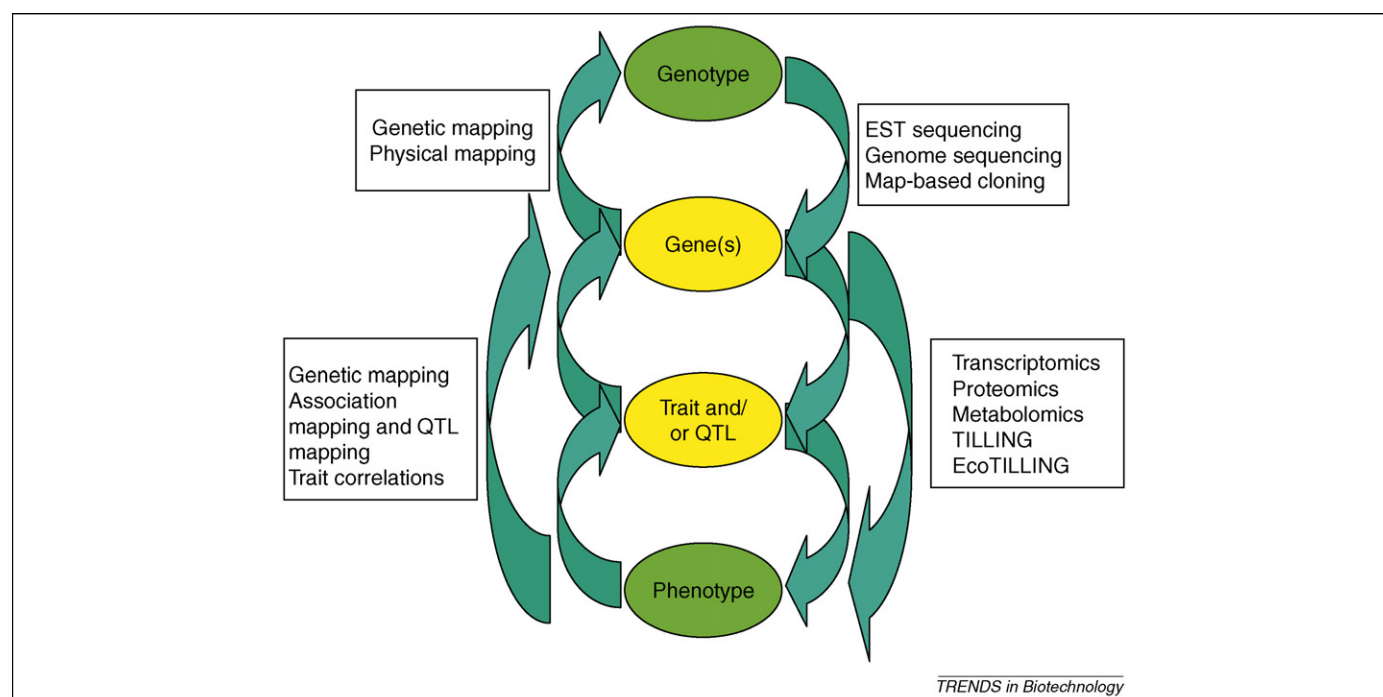 Genotype
Genetic mapping
Physical mapping
EST sequencing
Genome sequencing
Map-based cloning
Gene(s)
Genetic mapping
Association
mapping and QTL
mapping
Trait correlations
Trait and/
or QTL
Transcriptomics
Proteomics
Metabolomics
TILLING
EcoTILLING
Phenotype
TRENDS in Biotechnology